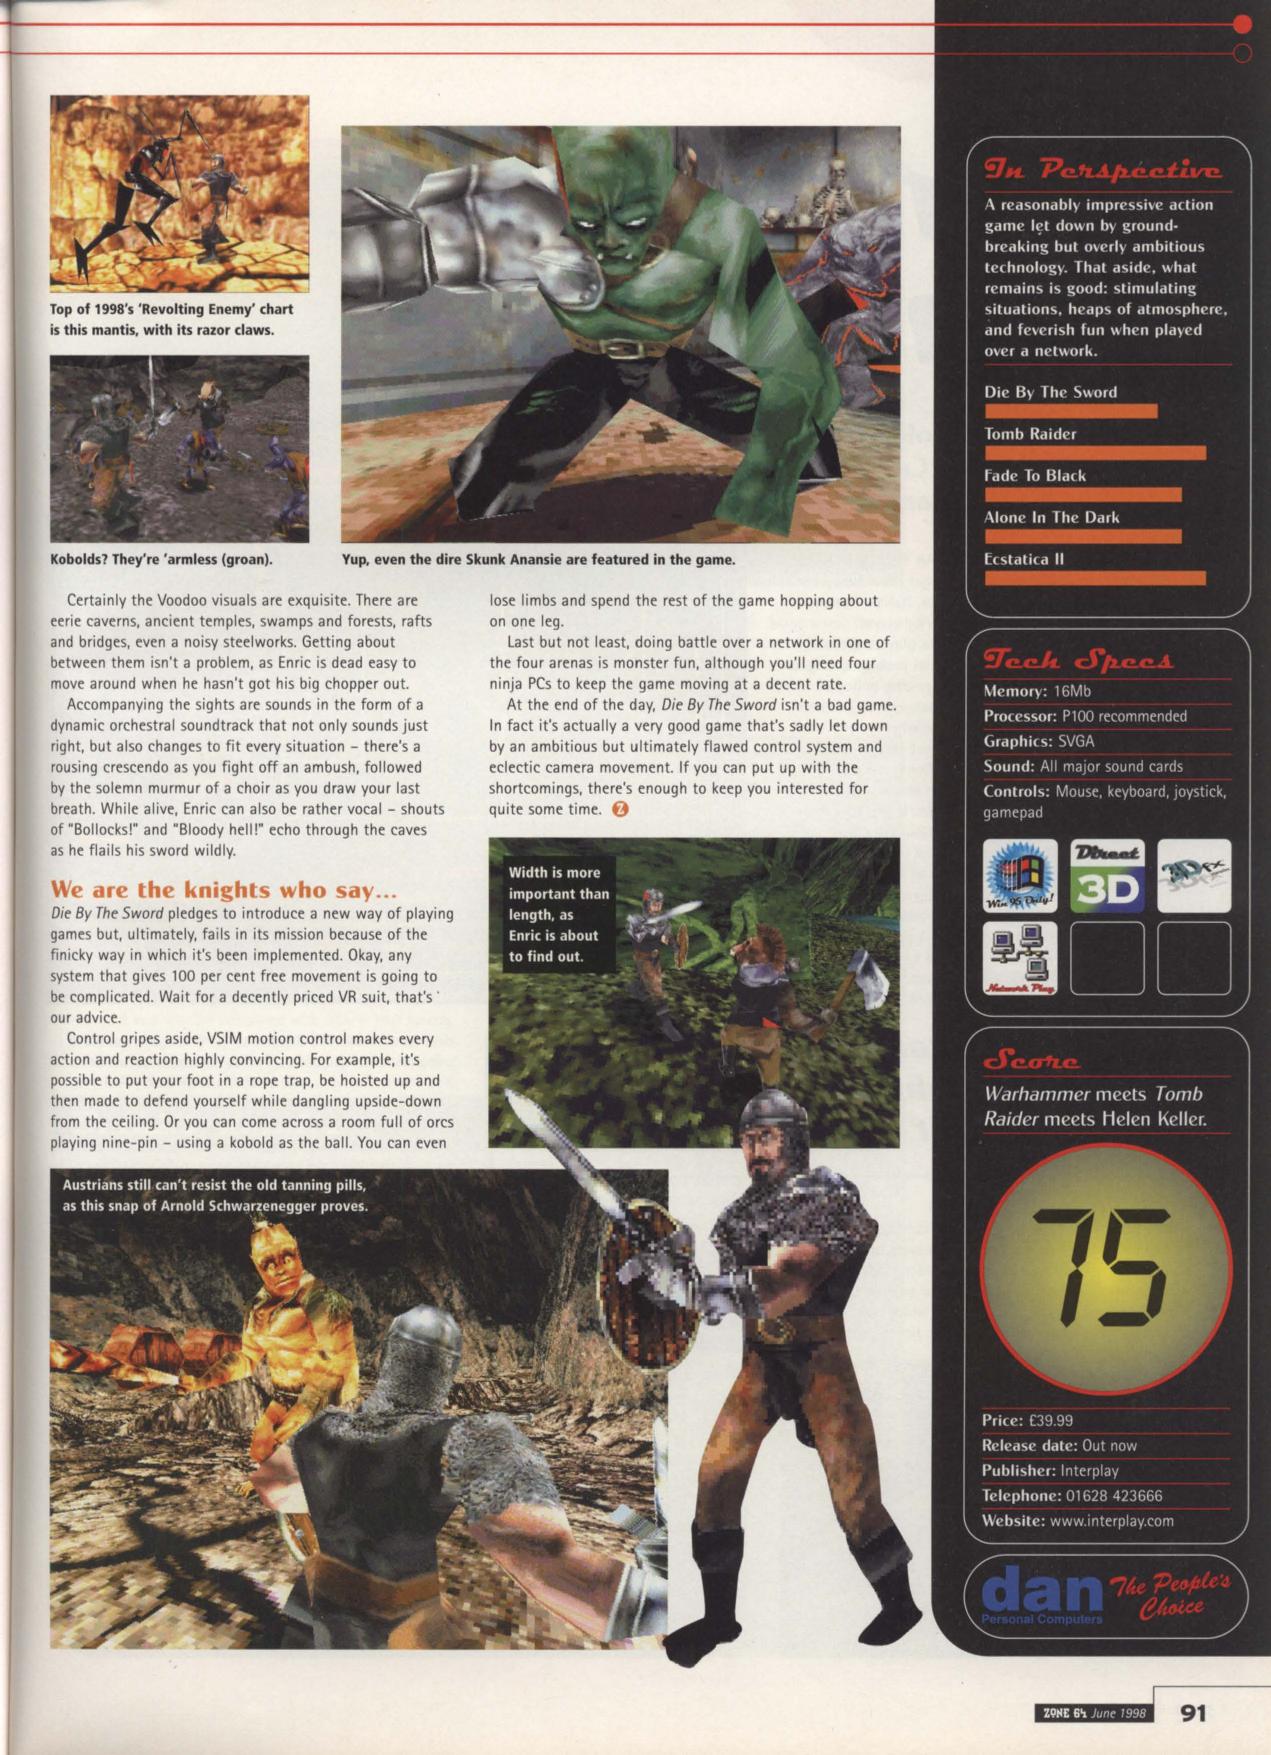 Top of 1998's 'Revolting Enemy' chart
is this mantis, with its razor claws.
Kobolds? They're 'armless (groan).
Yup, even the dire Skunk Anansie are featured in the game.
Certainly the Voodoo visuals are exquisite. There are
eerie caverns, ancient temples, swamps and forests, rafts
and bridges, even a noisy steelworks. Getting about
between them isn't a problem, as Enric is dead easy to
move around when he hasn't got his big chopper out.
Accompanying the sights are sounds in the form of a
dynamic orchestral soundtrack that not only sounds just
right, but also changes to fit every situation – there's a
rousing crescendo as you fight off an ambush, followed
by the solemn murmur of a choir as you draw your last
breath. While alive, Enric can also be rather vocal – shouts
of "Bollocks!" and "Bloody hell!" echo through the caves
as he flails his sword wildly.
We are the knights who say...
Die By The Sword pledges to introduce a new way of playing
games but, ultimately, fails in its mission because of the
finicky way in which it's been implemented. Okay, any
system that gives 100 per cent free movement is going to
be complicated. Wait for a decently priced VR suit, that's
our advice.
Control gripes aside, VSIM motion control makes every
action and reaction highly convincing. For example, it's
possible to put your foot in a rope trap, be hoisted up and
then made to defend yourself while dangling upside-down
from the ceiling. Or you can come across a room full of orcs
playing nine-pin – using a kobold as the ball. You can even
lose limbs and spend the rest of the game hopping about
on one leg.
Last but not least, doing battle over a network in one of
the four arenas is monster fun, although you'll need four
ninja PCs to keep the game moving at a decent rate.
At the end of the day, Die By The Sword isn't a bad game.
In fact it's actually a very good game that's sadly let down
by an ambitious but ultimately flawed control system and
eclectic camera movement. If you can put up with the
shortcomings, there's enough to keep you interested for
quite some time. Z
Width is more
important than
length, as
Enric is about
to find out.
Austrians still can't resist the old tanning pills,
as this snap of Arnold Schwarzenegger proves.
In Perspective
A reasonably impressive action
game let down by ground-
breaking but overly ambitious
technology. That aside, what
remains is good: stimulating
situations, heaps of atmosphere,
and feverish fun when played
over a network.
Die By The Sword
Tomb Raider
Fade To Black
Alone In The Dark
Ecstatica II
Tech Specs
Memory: 16Mb
Processor: P100 recommended
Graphics: SVGA
Sound: All major sound cards
Controls: Mouse, keyboard, joystick,
gamepad
Win 95 Only!
Direct
3D
3Dfx
Network Play
Score
Warhammer meets Tomb
Raider meets Helen Keller.
75
Price: £39.99
Release date: Out now
Publisher: Interplay
Telephone: 01628 423666
Website: www.interplay.com
dan
Personal Computers
The People's
Choice
ZONE 64 June 1998
91